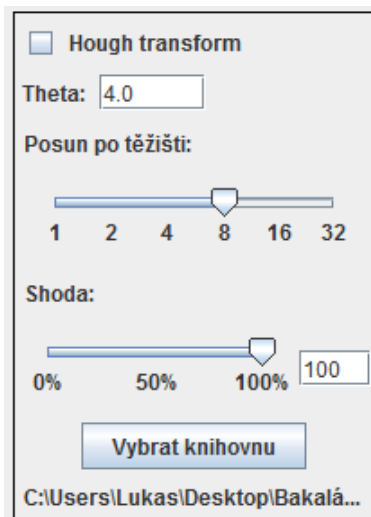 Hough transform
Theta: 4.0
Posun po těžišti:
1 2 4 8 16 32
Shoda:
0% 50% 100% 100
Vybrat knihovnu
C:\Users\Lukas\Desktop\Bakalá...